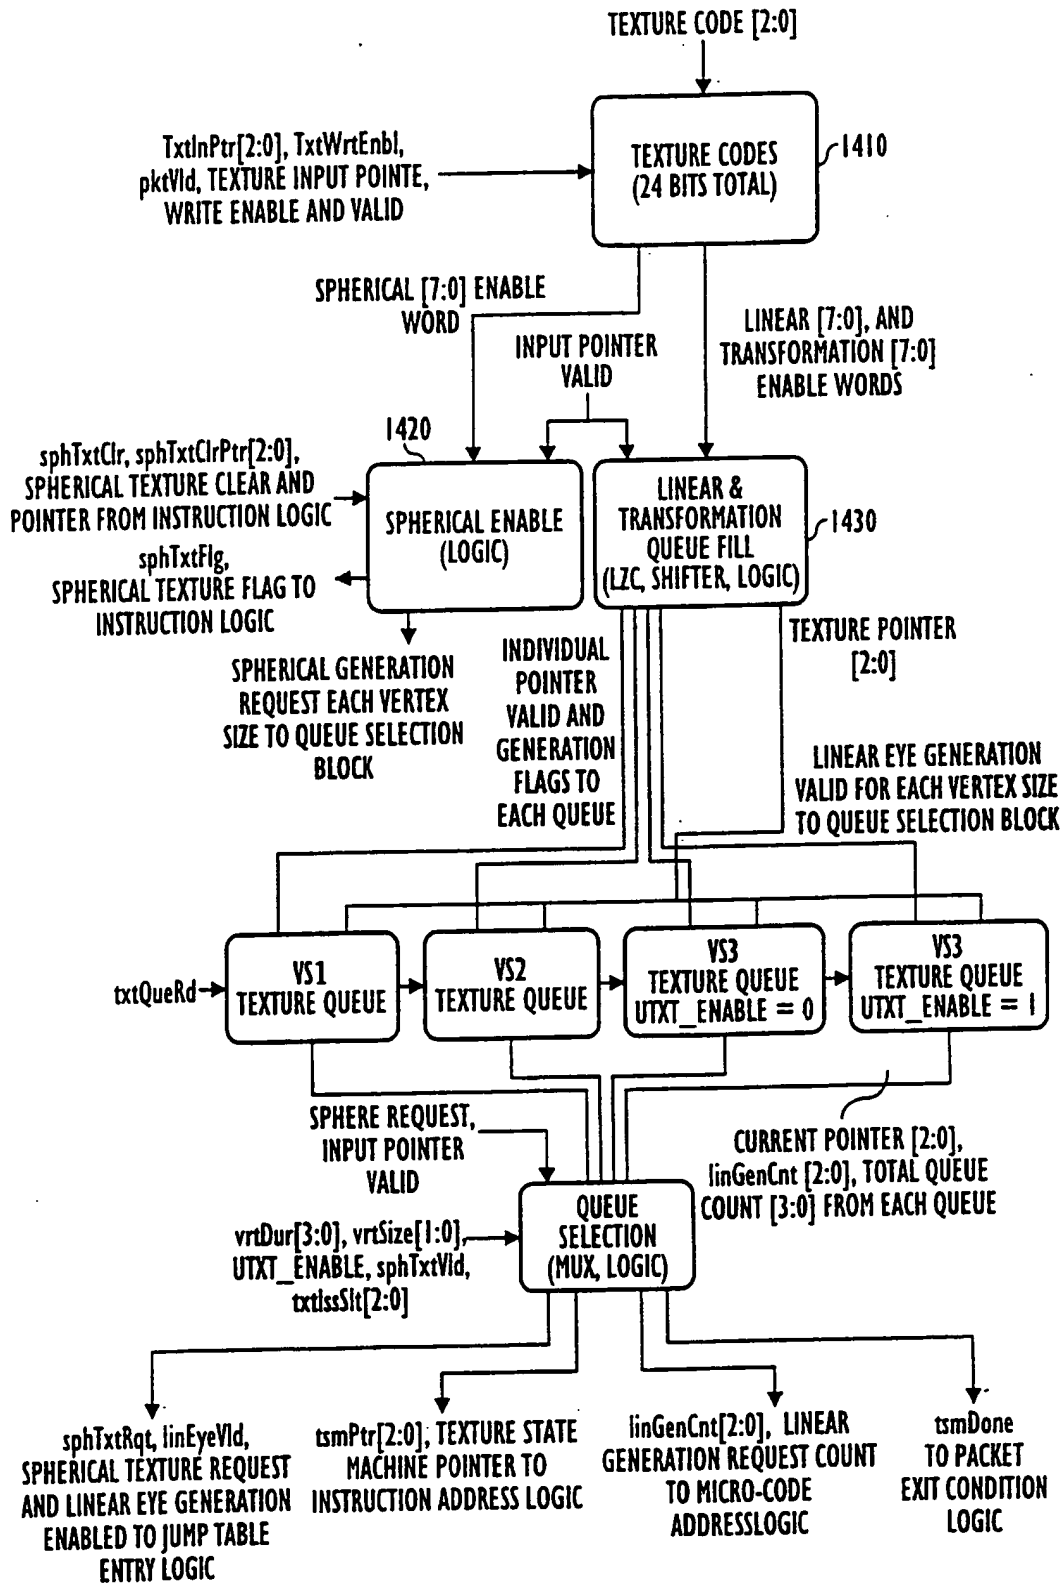 TEXTURE CODE [2:0]
TxtInPtr[2:0], TxtWrtEnbl,
pktVld, TEXTURE INPUT POINTE,
WRITE ENABLE AND VALID
TEXTURE CODES
(24 BITS TOTAL)
1410
SPHERICAL [7:0] ENABLE
WORD
INPUT POINTER
VALID
LINEAR [7:0], AND
TRANSFORMATION [7:0]
ENABLE WORDS
1420
sphTxtClr, sphTxtClrPtr[2:0],
SPHERICAL TEXTURE CLEAR AND
POINTER FROM INSTRUCTION LOGIC
sphTxtFlg,
SPHERICAL TEXTURE FLAG TO
INSTRUCTION LOGIC
SPHERICAL ENABLE
(LOGIC)
LINEAR &
TRANSFORMATION
QUEUE FILL
(LZC, SHIFTER, LOGIC)
1430
SPHERICAL GENERATION
REQUEST EACH VERTEX
SIZE TO QUEUE SELECTION
BLOCK
INDIVIDUAL
POINTER
VALID AND
GENERATION
FLAGS TO
EACH QUEUE
TEXTURE POINTER
[2:0]
LINEAR EYE GENERATION
VALID FOR EACH VERTEX SIZE
TO QUEUE SELECTION BLOCK
txtQueRd
VS1
TEXTURE QUEUE
VS2
TEXTURE QUEUE
VS3
TEXTURE QUEUE
UTXT_ENABLE = 0
VS3
TEXTURE QUEUE
UTXT_ENABLE = 1
SPHERE REQUEST,
INPUT POINTER
VALID
CURRENT POINTER [2:0],
linGenCnt [2:0], TOTAL QUEUE
COUNT [3:0] FROM EACH QUEUE
vrtDur[3:0], vrtSize[1:0],
UTXT_ENABLE, sphTxtVld,
txtIssSlt[2:0]
QUEUE
SELECTION
(MUX, LOGIC)
sphTxtRqt, linEyeVld,
SPHERICAL TEXTURE REQUEST
AND LINEAR EYE GENERATION
ENABLED TO JUMP TABLE
ENTRY LOGIC
tsmPtr[2:0], TEXTURE STATE
MACHINE POINTER TO
INSTRUCTION ADDRESS LOGIC
linGenCnt[2:0], LINEAR
GENERATION REQUEST COUNT
TO MICRO-CODE
ADDRESSLOGIC
tsmDone
TO PACKET
EXIT CONDITION
LOGIC